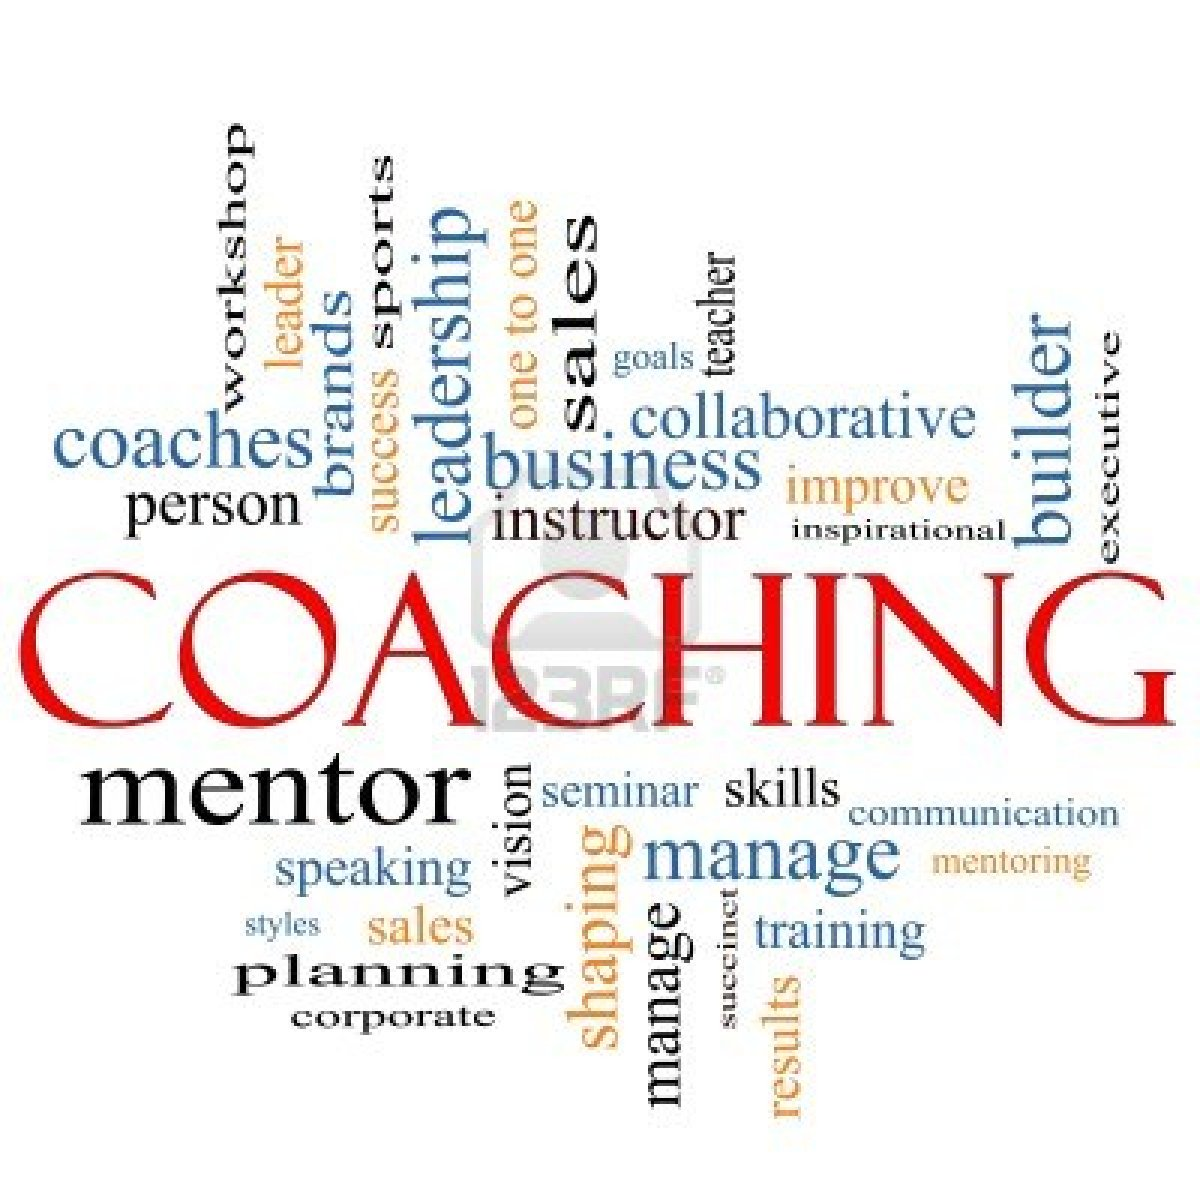 workshop
leader
brands
sports
success
leadership
one to one
sales
goals
teacher
collaborative
coaches
business
builder
executive
improve
person
instructor
inspirational
COACHING
123RF®
mentor
vision
seminar
skills
communication
speaking
shaping
manage
mentoring
styles
sales
manage
succinct
training
planning
corporate
results